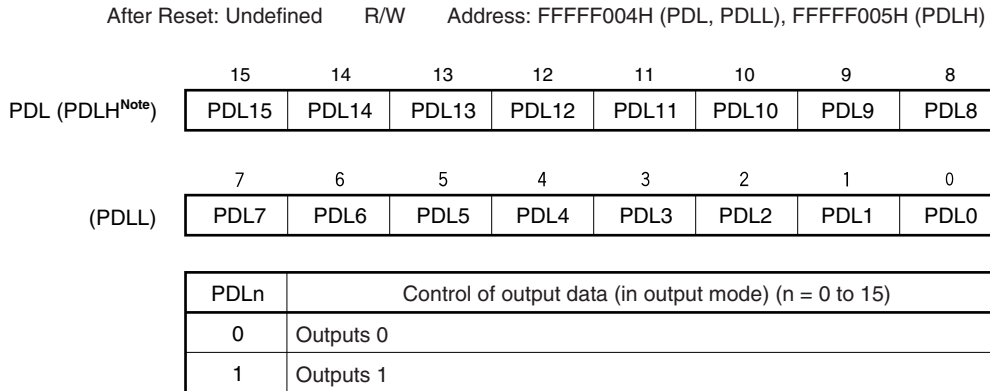 After Reset: Undefined R/W Address: FFFFF004H (PDL, PDLL), FFFFF005H (PDLH)
15 14 13 12 11 10 9 8
PDL (PDLHNote) PDL15 PDL14 PDL13 PDL12 PDL11 PDL10 PDL9 PDL8
7 6 5 4 3 2 1 0
(PDLL) PDL7 PDL6 PDL5 PDL4 PDL3 PDL2 PDL1 PDL0
PDLn Control of output data (in output mode) (n = 0 to 15)
0 Outputs 0
1 Outputs 1